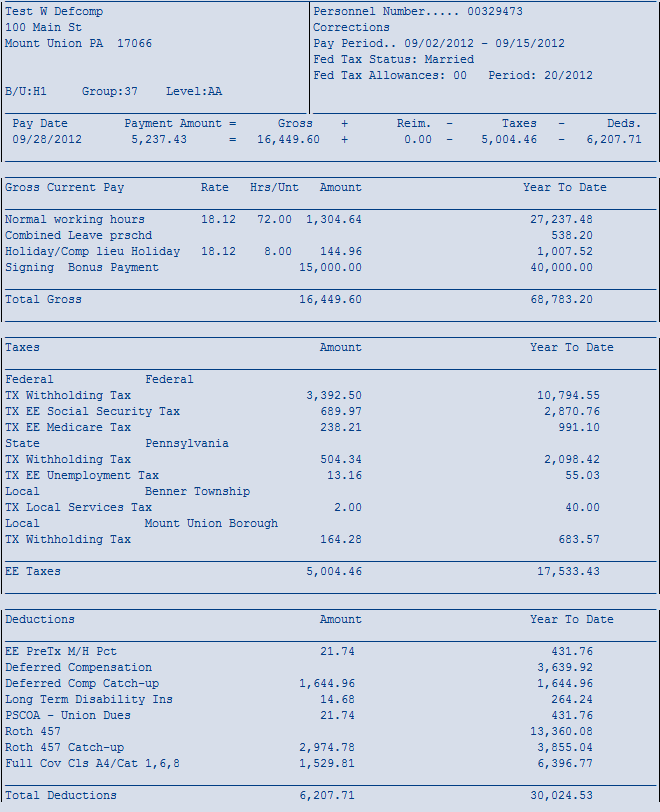 Test W Defcomp Personnel Number..... 00329473
100 Main St Corrections
Mount Union PA 17066 Pay Period.. 09/02/2012 - 09/15/2012
Fed Tax Status: Married
Fed Tax Allowances: 00 Period: 20/2012
B/U:H1 Group:37 Level:AA
Pay Date Payment Amount = Gross + Reim. - Taxes - Deds.
09/28/2012 5,237.43 = 16,449.60 + 0.00 - 5,004.46 - 6,207.71
Gross Current Pay Rate Hrs/Unt Amount Year To Date
Normal working hours 18.12 72.00 1,304.64 27,237.48
Combined Leave prschd 538.20
Holiday/Comp lieu Holiday 18.12 8.00 144.96 1,007.52
Signing Bonus Payment 15,000.00 40,000.00
Total Gross 16,449.60 68,783.20
Taxes Amount Year To Date
Federal Federal
TX Withholding Tax 3,392.50 10,794.55
TX EE Social Security Tax 689.97 2,870.76
TX EE Medicare Tax 238.21 991.10
State Pennsylvania
TX Withholding Tax 504.34 2,098.42
TX EE Unemployment Tax 13.16 55.03
Local Benner Township
TX Local Services Tax 2.00 40.00
Local Mount Union Borough
TX Withholding Tax 164.28 683.57
EE Taxes 5,004.46 17,533.43
Deductions Amount Year To Date
EE PreTx M/H Pct 21.74 431.76
Deferred Compensation 3,639.92
Deferred Comp Catch-up 1,644.96 1,644.96
Long Term Disability Ins 14.68 264.24
PSCOA - Union Dues 21.74 431.76
Roth 457 13,360.08
Roth 457 Catch-up 2,974.78 3,855.04
Full Cov Cls A4/Cat 1,6,8 1,529.81 6,396.77
Total Deductions 6,207.71 30,024.53